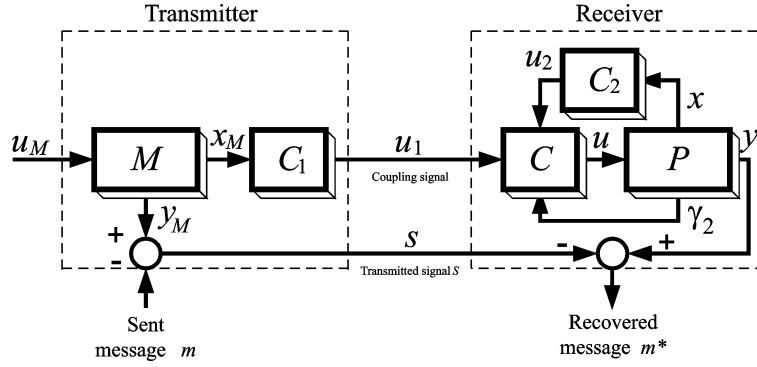 Transmitter
Receiver
u_M
M
x_M
C_1
u_1
Coupling signal
u_2
C_2
x
C
u
P
y
γ_2
y_M
+
-
s
Transmitted signal S
-
+
Sent
message m
Recovered
message m*